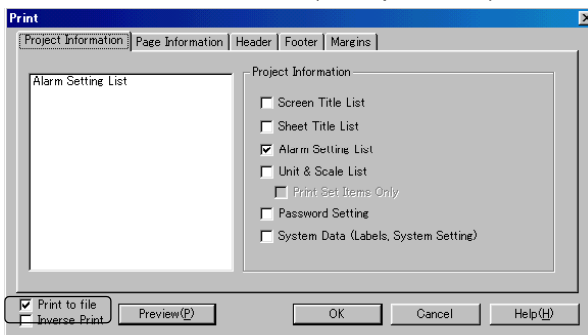 Print
Project Information Page Information Header Footer Margins
Alarm Setting List
Project Information
Screen Title List
Sheet Title List
Alarm Setting List
Unit & Scale List
Print Set Items Only
Password Setting
System Data (Labels, System Setting)
Print to file
Inverse Print
Preview(P) OK Cancel Help(H)